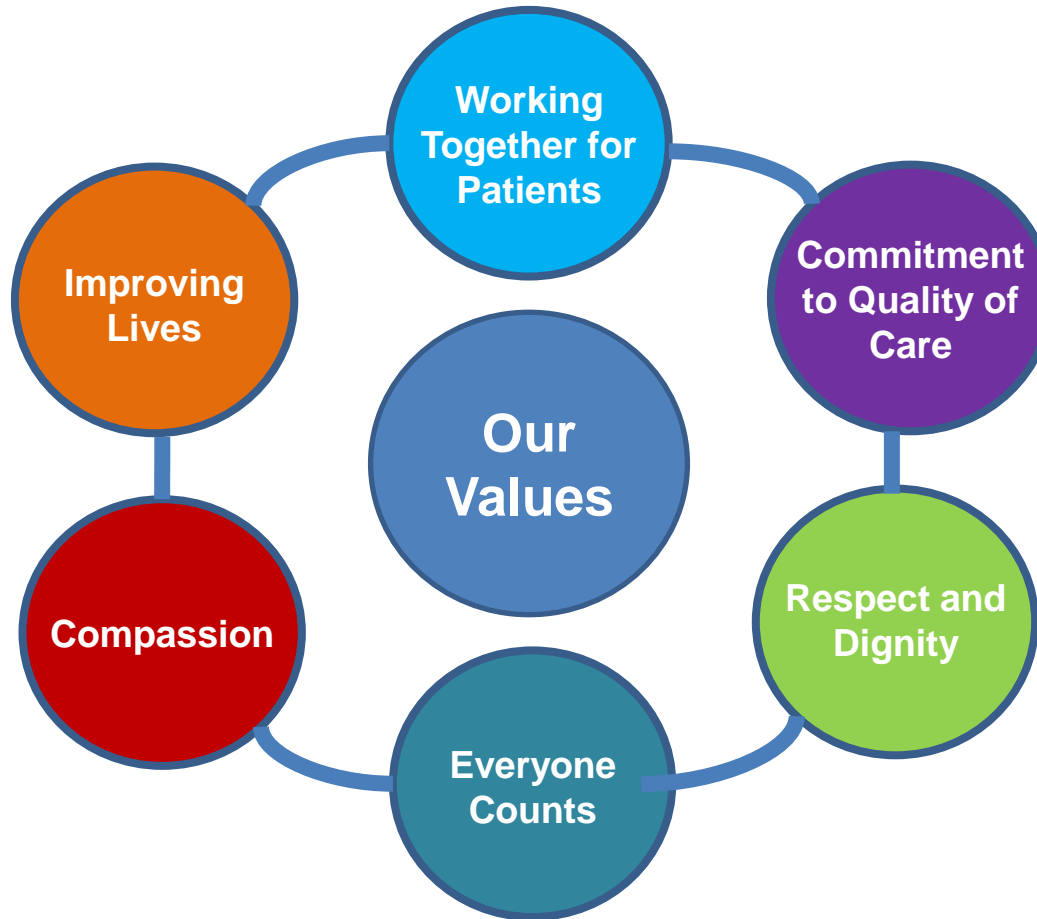 Working
Together for
Patients
Commitment
to Quality of
Care
Respect and
Dignity
Everyone
Counts
Compassion
Improving
Lives
Our
Values